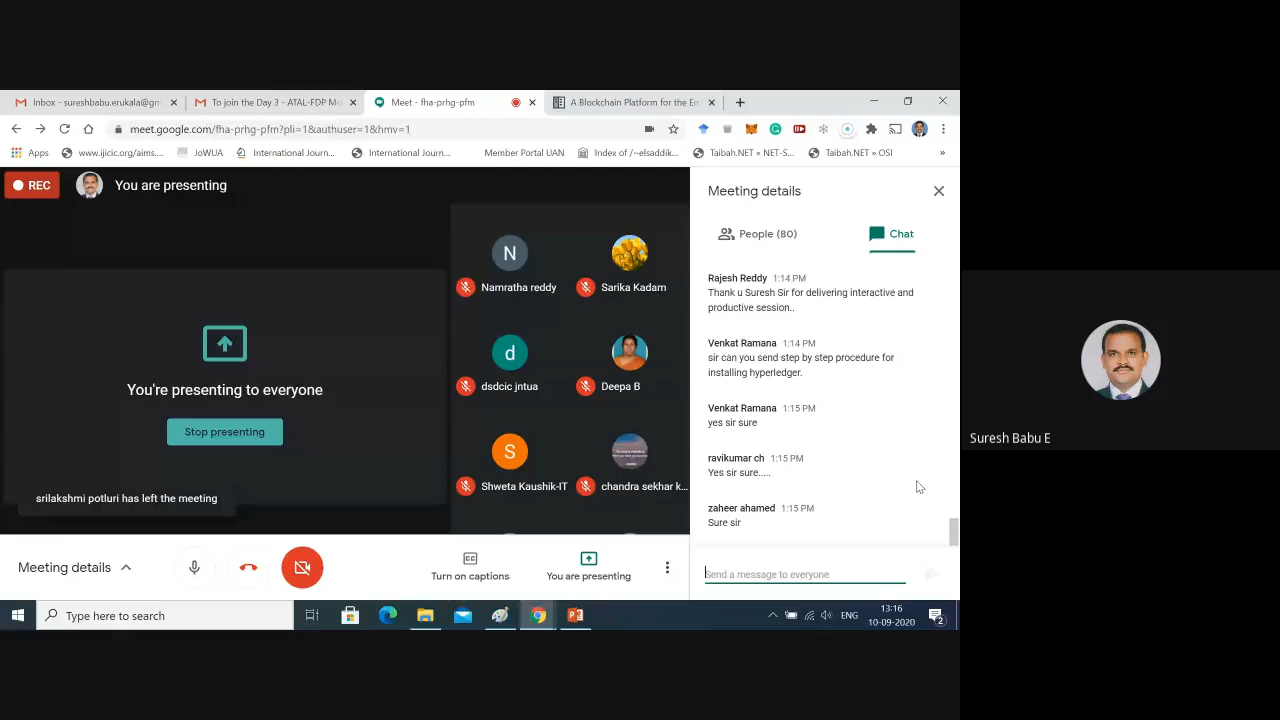 Inbox - sureshbabu.erukala@gm
To join the Day 3 - ATAL-FDP Mo
Meet - fha-prhg-pfm
A Blockchain Platform for the En
meet.google.com/fha-prhg-pfm?pli=1&authuser=1&hmv=1
Apps
www.ijicic.org/aims....
JoWUA
International Journ...
International Journ...
Member Portal UAN
Index of /~elsaddik...
Taibah.NET = NET-S...
Taibah.NET » OSI
»
REC
You are presenting
You're presenting to everyone
Stop presenting
srilakshmi potluri has left the meeting
N
Namratha reddy
Sarika Kadam
d
dsdcic jntua
Deepa B
S
Shweta Kaushik-IT
chandra sekhar k...
Meeting details
People (80)
Chat
Rajesh Reddy 1:14 PM
Thank u Suresh Sir for delivering interactive and
productive session..
Venkat Ramana 1:14 PM
sir can you send step by step procedure for
installing hyperledger.
Venkat Ramana 1:15 PM
yes sir sure
ravikumar ch 1:15 PM
Yes sir sure.....
zaheer ahamed 1:15 PM
Sure sir
Send a message to everyone
Meeting details
CC
Turn on captions
You are presenting
Type here to search
ENG
13:16
10-09-2020
2
Suresh Babu E